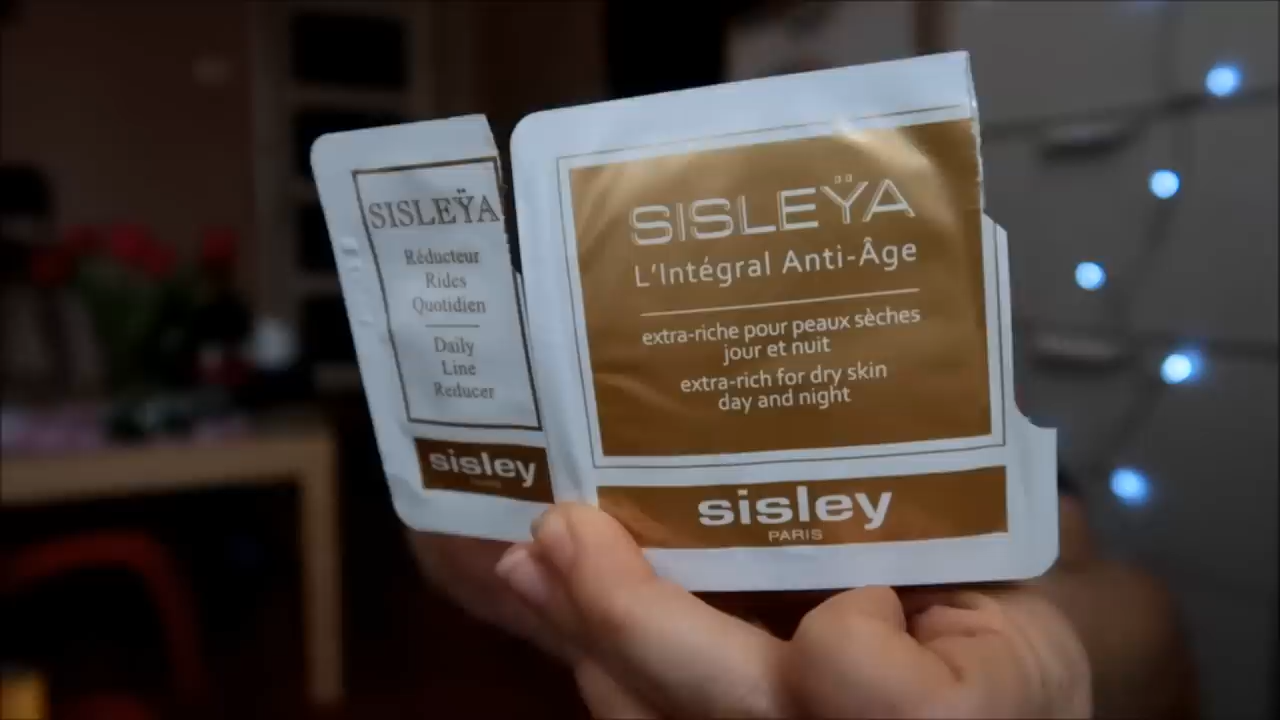 SISLEŸA
Réducteur
Rides
Quotidien
Daily
Line
Reducer
sisley
SISLEŸA
L'Intégral Anti-Âge
extra-riche pour peaux sèches
jour et nuit
extra-rich for dry skin
day and night
sisley
PARIS